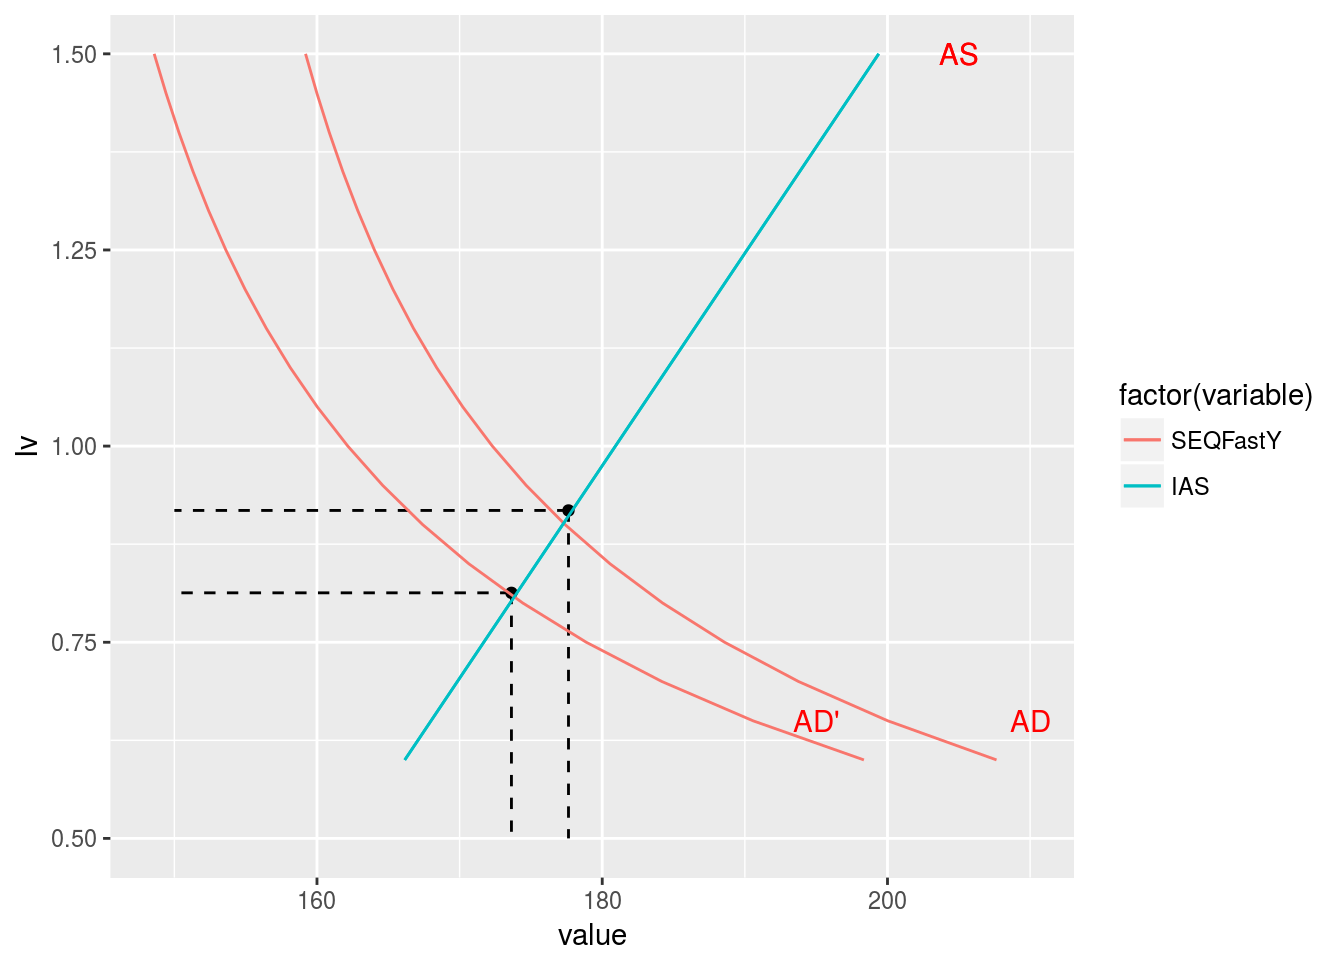 1.50
1.25
1.00
0.75
0.50
Iv
160
180
200
value
AS
AD'
AD
factor(variable)
SEQFastY
IAS